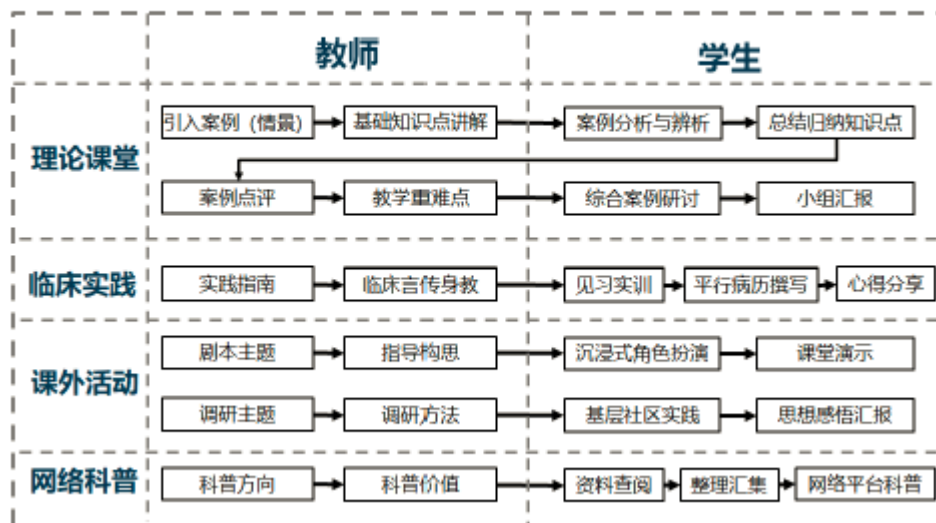 教师 学生
理论课堂
引入案例（情景） 基础知识点讲解 案例分析与辨析 总结归纳知识点
案例点评 教学重难点 综合案例研讨 小组汇报
临床实践
实践指南 临床言传身教 见习实训 平行病历撰写 心得分享
课外活动
剧本主题 指导构思 沉浸式角色扮演 课堂演示
调研主题 调研方法 基层社区实践 思想感悟汇报
网络科普
科普方向 科普价值 资料查阅 整理汇集 网络平台科普